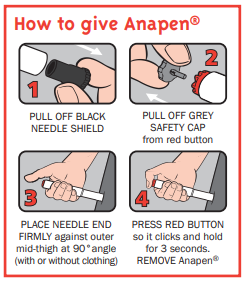 How to give Anapen®
1
2
PULL OFF BLACK
NEEDLE SHIELD
PULL OFF GREY
SAFETY CAP
from red button
3
4
PLACE NEEDLE END
FIRMLY against outer
mid-thigh at 90°angle
(with or without clothing)
PRESS RED BUTTON
so it clicks and hold
for 3 seconds.
REMOVE Anapen®